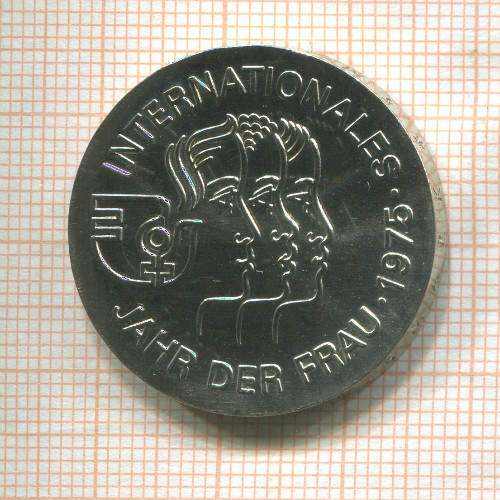 INTERNATIONALES
JAHR DER FRAU · 1975 ·